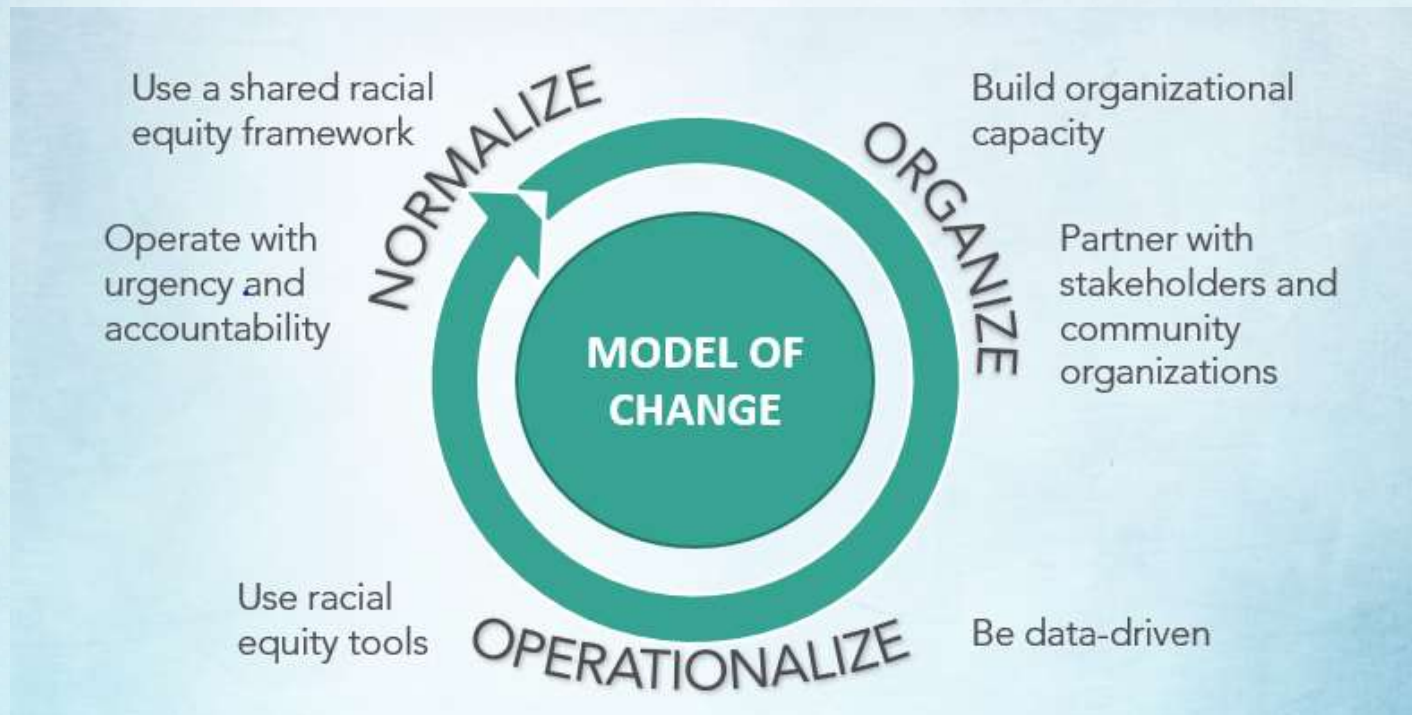 Use a shared racial
equity framework
Operate with
urgency and
accountability
NORMALIZE
ORGANIZE
Build organizational
capacity
Partner with
stakeholders and
community
organizations
MODEL OF
CHANGE
Use racial
equity tools
OPERATIONALIZE
Be data-driven